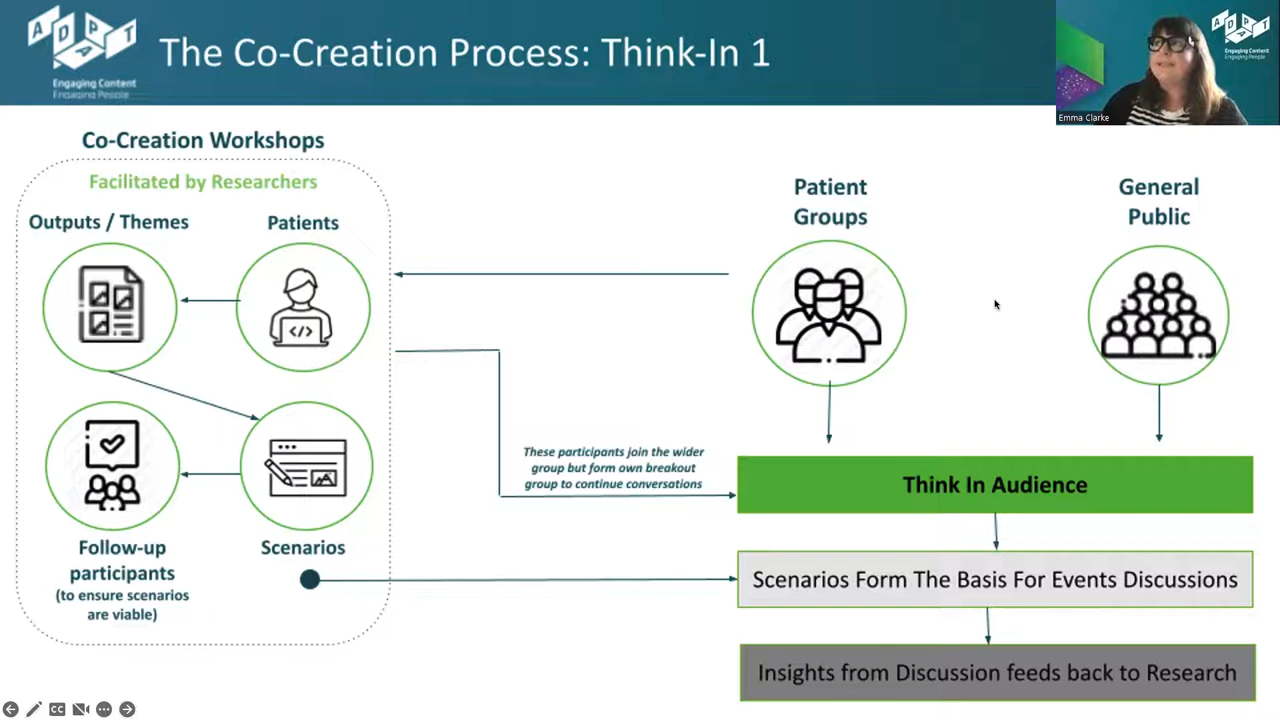 ADAPT
Engaging Content
Engaging People
The Co-Creation Process: Think-In 1
ADAPT
Engaging Content
Engaging People
Emma Clarke
Co-Creation Workshops
Facilitated by Researchers
Outputs / Themes
Patients
</>
Follow-up
participants
(to ensure scenarios
are viable)
Scenarios
Patient
Groups
General
Public
These participants join the wider
group but form own breakout
group to continue conversations
Think In Audience
Scenarios Form The Basis For Events Discussions
Insights from Discussion feeds back to Research
CC